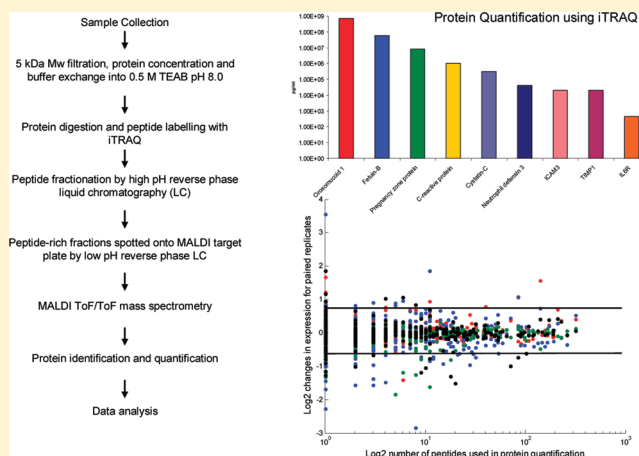 Sample Collection
5 kDa Mw filtration, protein concentration and
buffer exchange into 0.5 M TEAB pH 8.0
Protein digestion and peptide labelling with
iTRAQ
Peptide fractionation by high pH reverse phase
liquid chromatography (LC)
Peptide-rich fractions spotted onto MALDI target
plate by low pH reverse phase LC
MALDI ToF/ToF mass spectrometry
Protein identification and quantification
Data analysis
Protein Quantification using iTRAQ
1.00E+09
1.00E+08
1.00E+07
1.00E+06
1.00E+05
1.00E+04
1.00E+03
1.00E+02
1.00E+01
1.00E+00
pg/ml
Orosomucoid 1
Fetuin-B
Pregnancy zone protein
C-reactive protein
Cystatin-C
Neutrophil defensin 3
ICAM3
TIMP1
IL6R
Log2 changes in expression for paired replicates
4
3
2
1
0
-1
-2
-3
10⁰
10¹
10²
10³
Log2 number of peptides used in protein quantification